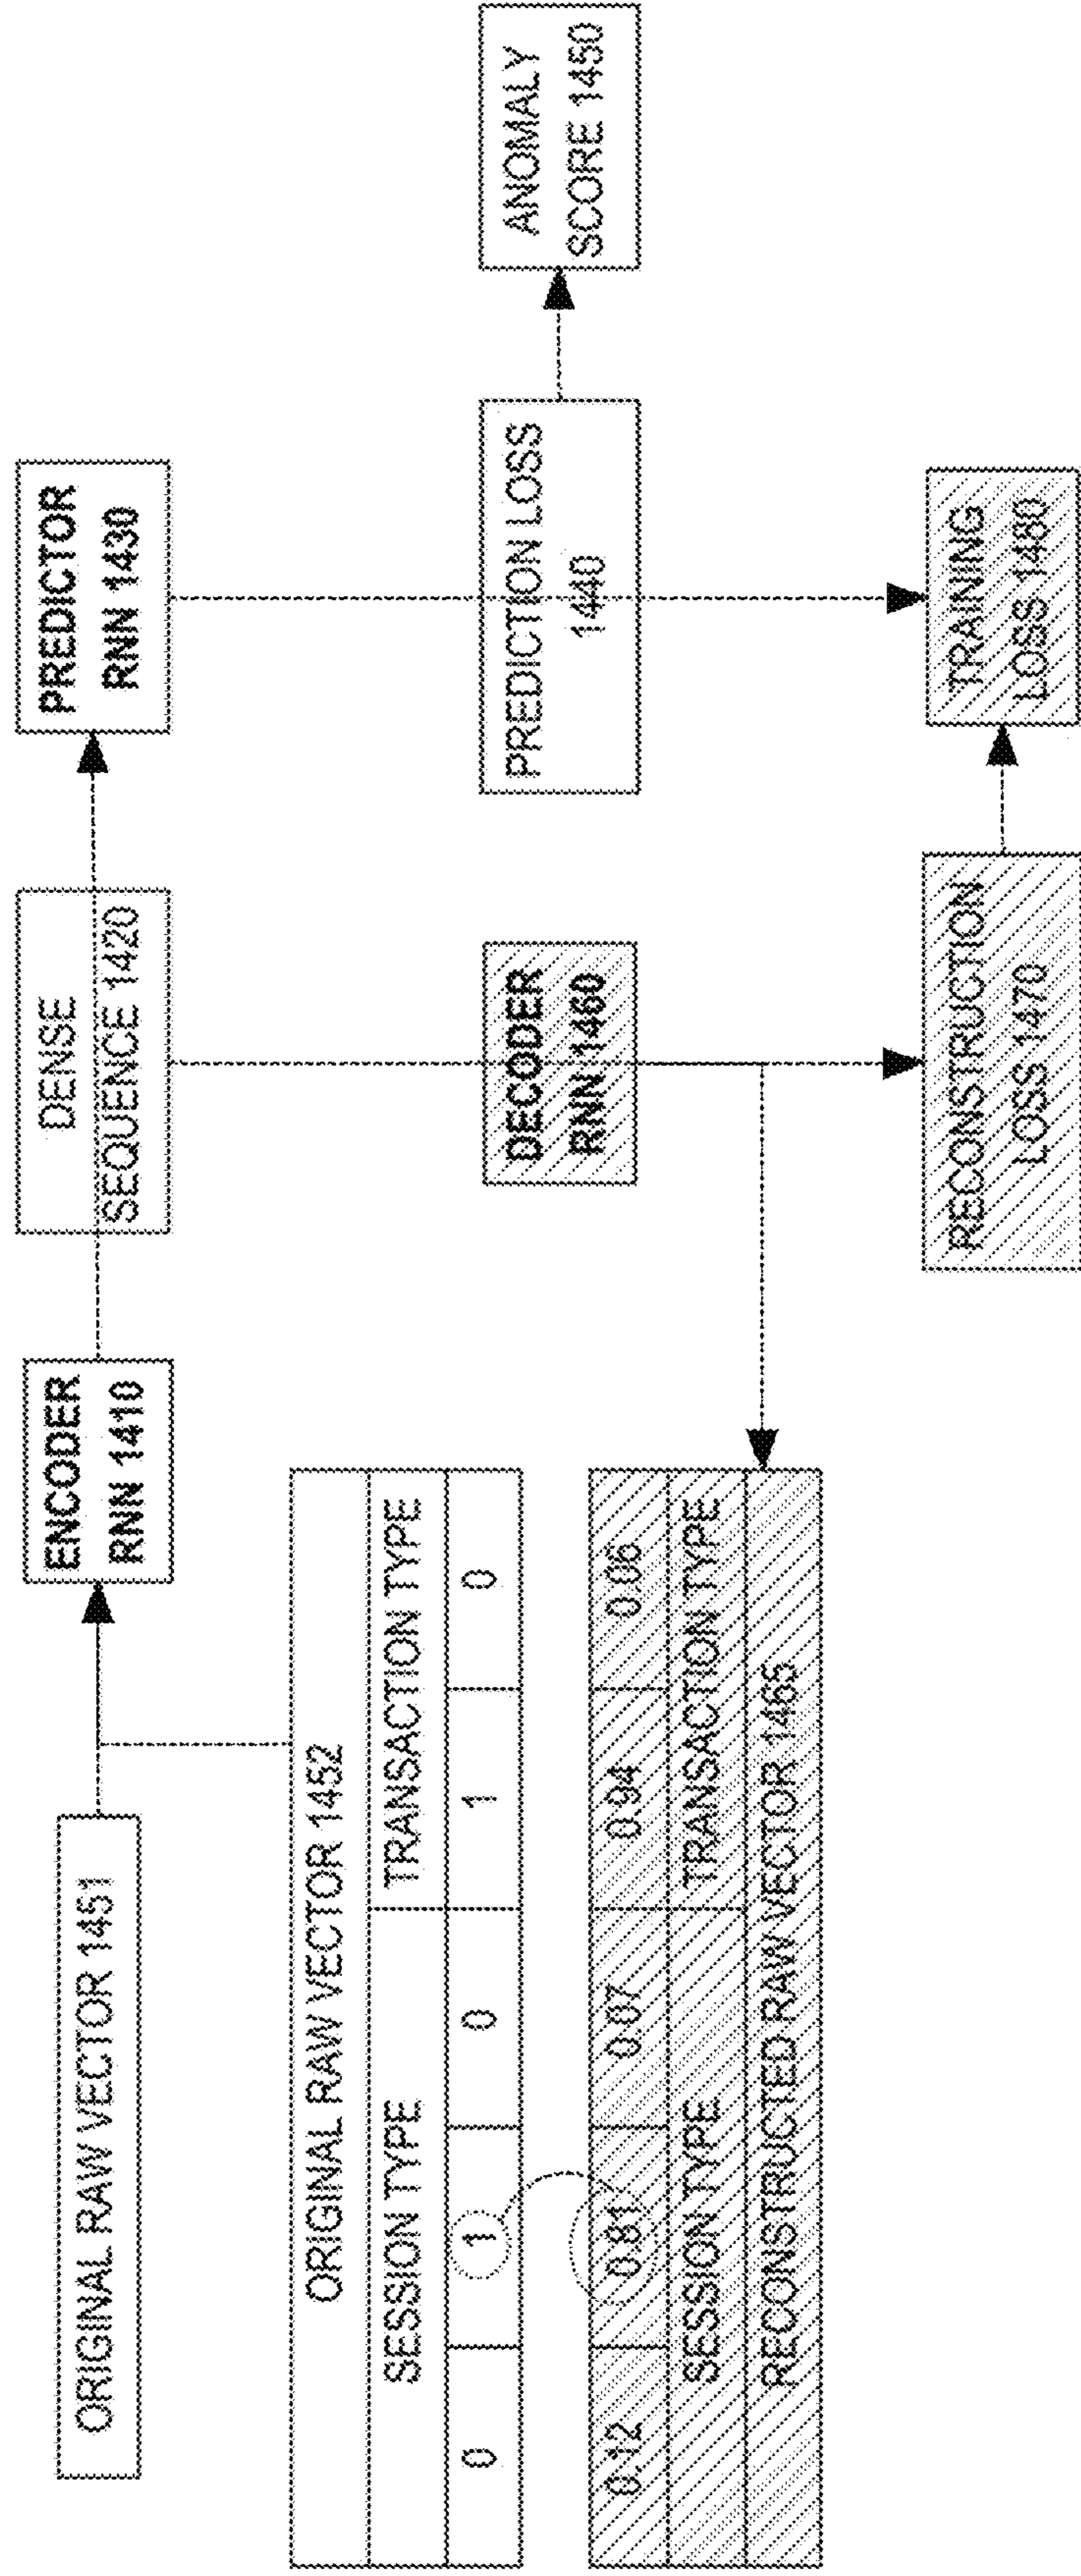 ORIGINAL RAW VECTOR 1451
ENCODER
RNN 1410
DENSE
SEQUENCE 1420
PREDICTOR
RNN 1430
ORIGINAL RAW VECTOR 1452
SESSION TYPE TRANSACTION TYPE
0 1 0 1 0
0.12 0.81 0.07 0.94 0.06
SESSION TYPE TRANSACTION TYPE
RECONSTRUCTED RAW VECTOR 1465
DECODER
RNN 1460
PREDICTION LOSS
1440
ANOMALY
SCORE 1450
RECONSTRUCTION
LOSS 1470
TRAINING
LOSS 1480